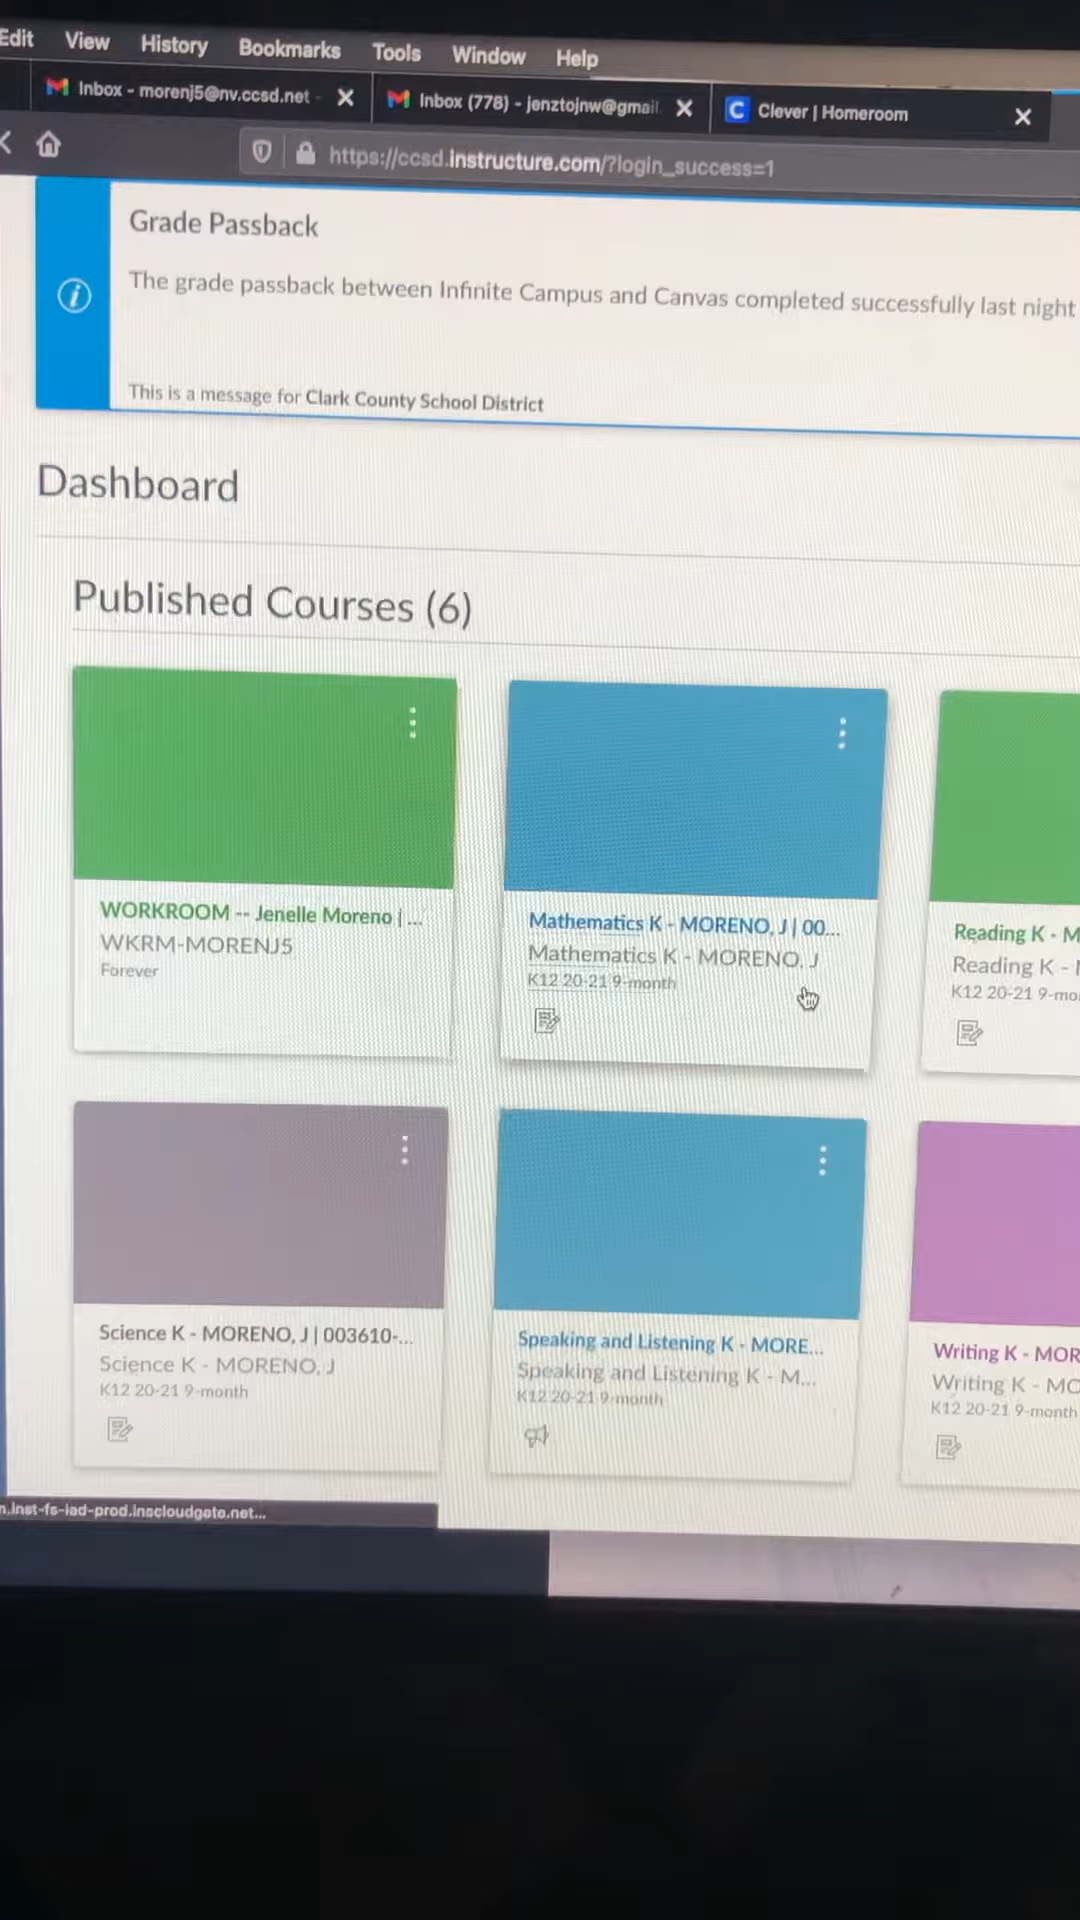 Edit View History Bookmarks Tools Window Help
Inbox - morenj5@nv.ccsd.net - Inbox (778) - jenztojnw@gmail. Clever | Homeroom
https://ccsd.instructure.com/?login_success=1
Grade Passback
The grade passback between Infinite Campus and Canvas completed successfully last night
This is a message for Clark County School District
Dashboard
Published Courses (6)
WORKROOM -- Jenelle Moreno | ...
WKRM-MORENJ5
Forever
Mathematics K - MORENO, J | 00...
Mathematics K - MORENO, J
K12 20-21 9-month
Reading K - M
Reading K -
K12 20-21 9-mo
Science K - MORENO, J | 003610-...
Science K - MORENO, J
K12 20-21 9-month
Speaking and Listening K - MORE...
Speaking and Listening K - M...
K12 20-21 9-month
Writing K - MOR
Writing K - MO
K12 20-21 9-month
n.inst-fs-iad-prod.inscloudgate.net...